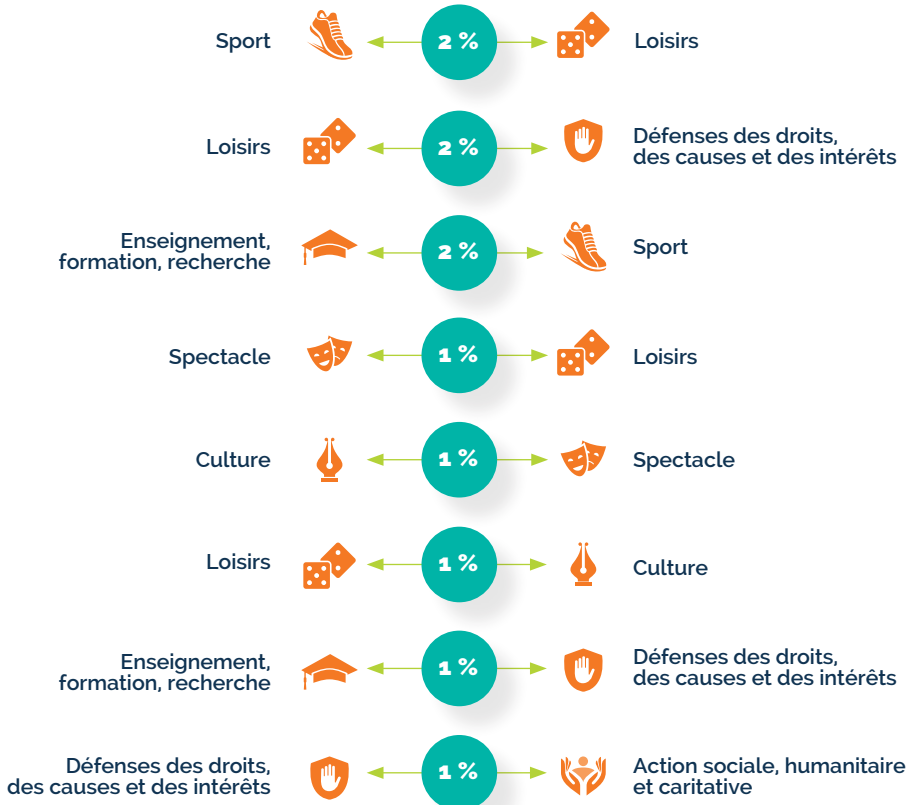 Sport
2 %
Loisirs
Loisirs
2 %
Défenses des droits,
des causes et des intérêts
Enseignement,
formation, recherche
2 %
Sport
Spectacle
1 %
Loisirs
Culture
1 %
Spectacle
Loisirs
1 %
Culture
Enseignement,
formation, recherche
1 %
Défenses des droits,
des causes et des intérêts
Défenses des droits,
des causes et des intérêts
1 %
Action sociale, humanitaire
et caritative